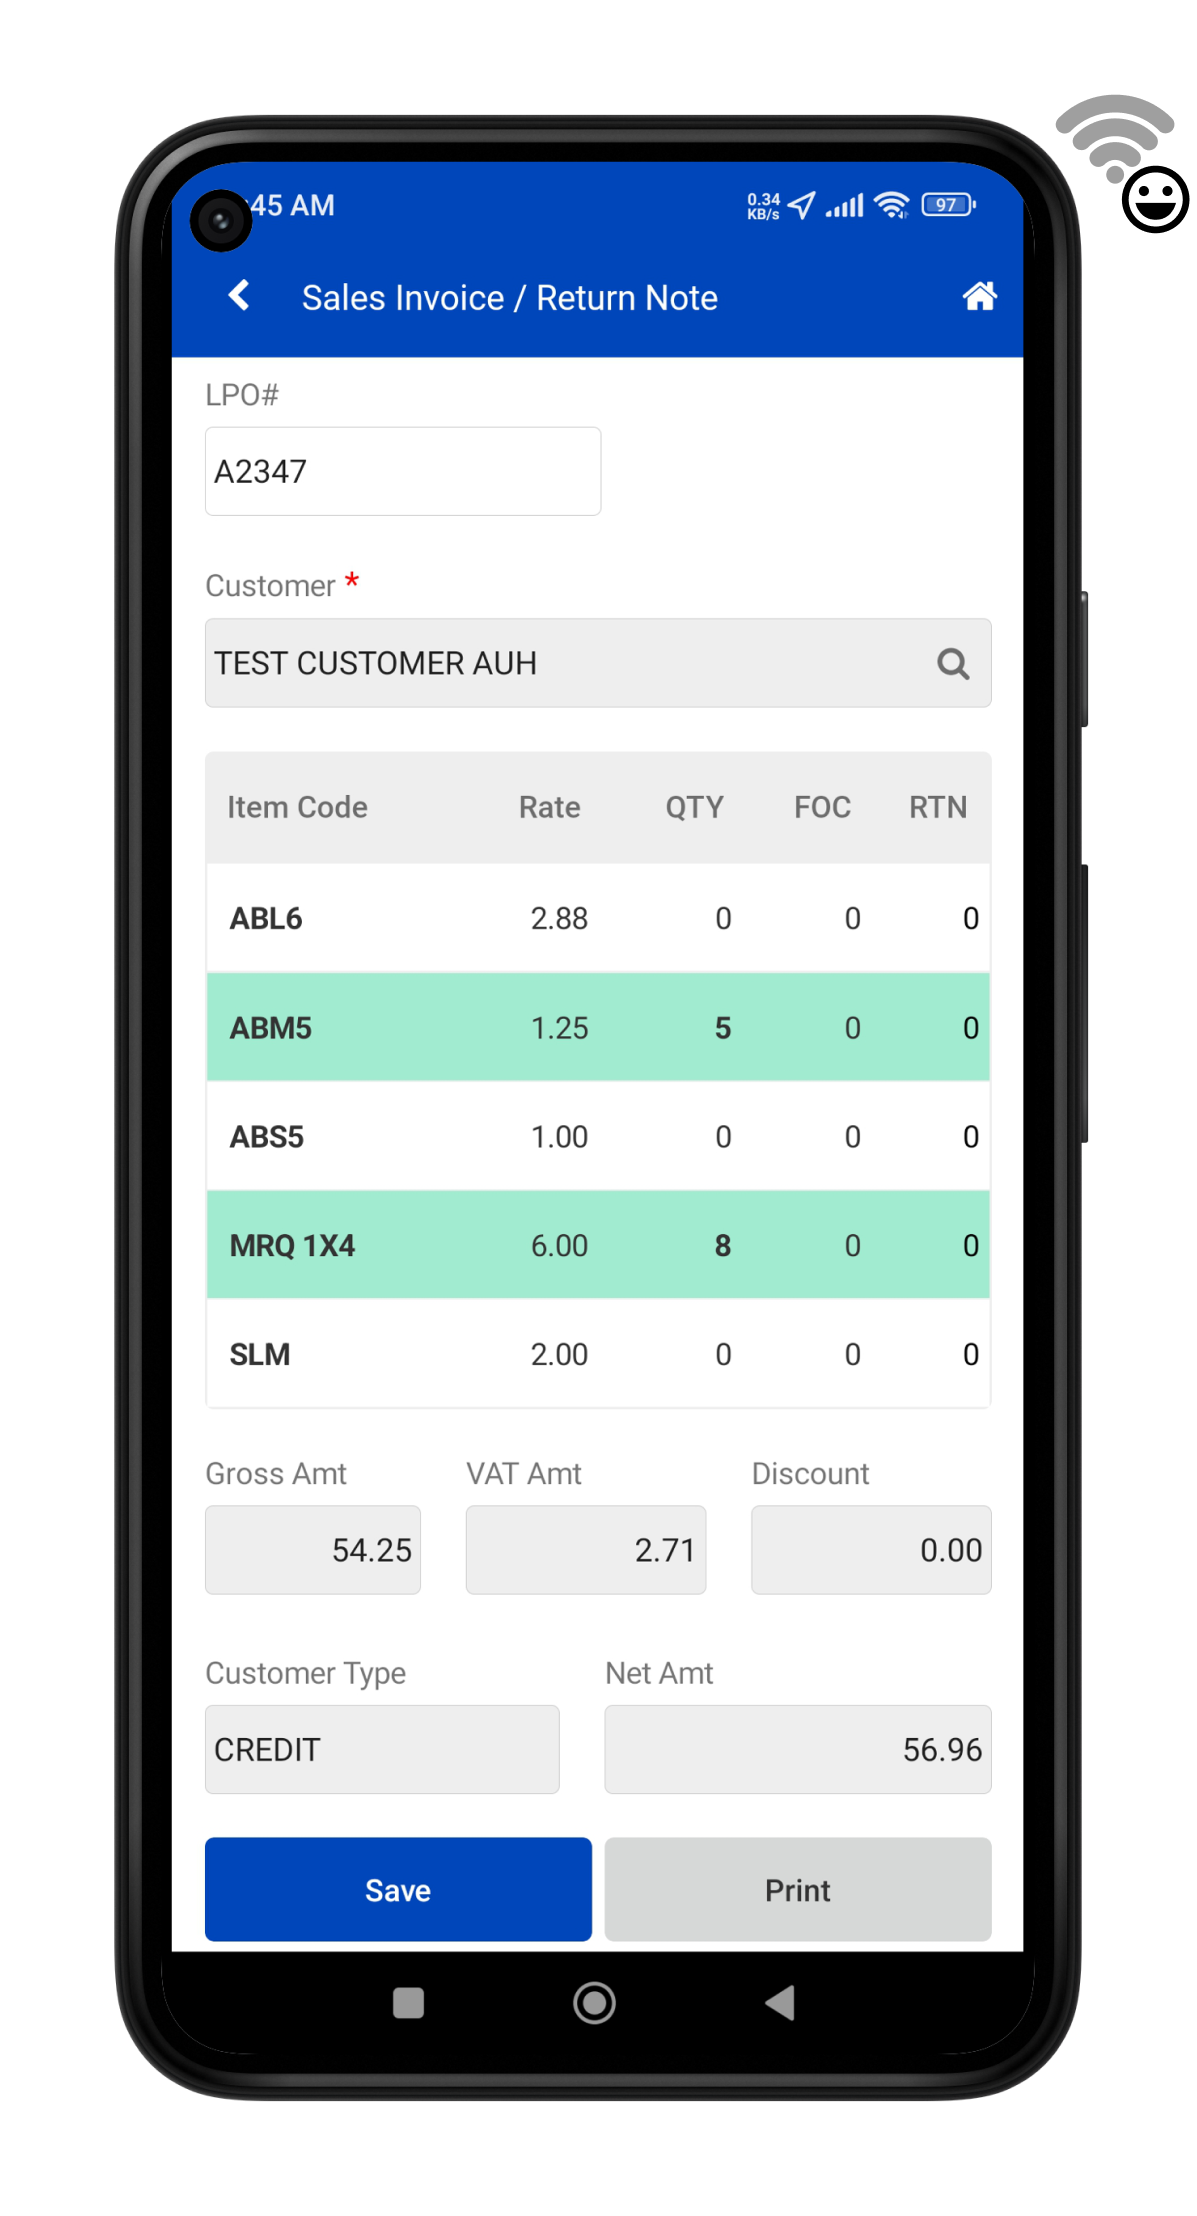 :45 AM
0.34
KB/s
97
Sales Invoice / Return Note
LPO#
A2347
Customer *
TEST CUSTOMER AUH
Item Code Rate QTY FOC RTN
ABL6 2.88 0 0 0
ABM5 1.25 5 0 0
ABS5 1.00 0 0 0
MRQ 1X4 6.00 8 0 0
SLM 2.00 0 0 0
Gross Amt VAT Amt Discount
54.25 2.71 0.00
Customer Type Net Amt
CREDIT 56.96
Save Print